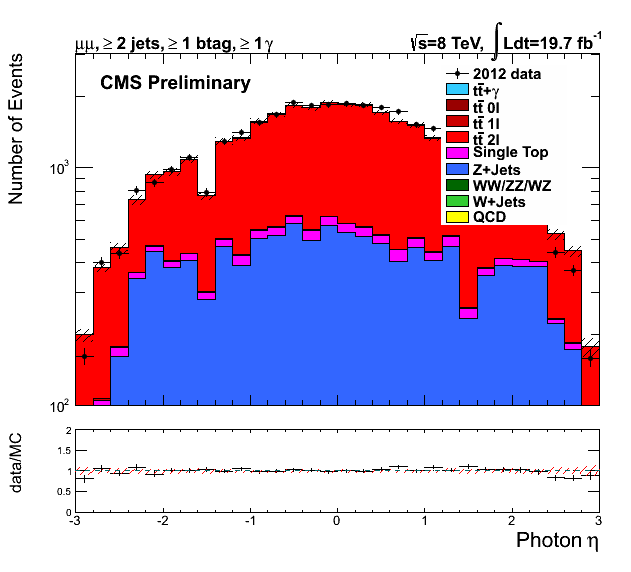 μμ, ≥ 2 jets, ≥ 1 btag, ≥ 1 γ
√s=8 TeV, ∫Ldt=19.7 fb⁻¹
CMS Preliminary
2012 data
tt̄+γ
tt̄ 0l
tt̄ 1l
tt̄ 2l
Single Top
Z+Jets
WW/ZZ/WZ
W+Jets
QCD
Number of Events
10³
10²
data/MC
2
1.5
1
0.5
0
-3 -2 -1 0 1 2 3
Photon η